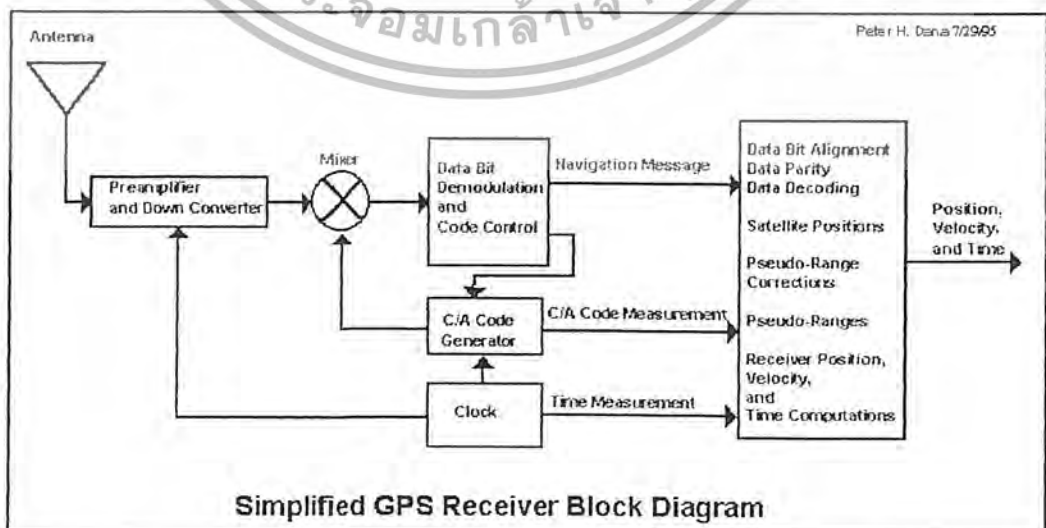 Peter H. Dana 7/29/95
Antenna
Mixer
Preamplifier
and Down Converter
Data Bit
Demodulation
and
Code Control
Navigation Message
C/A Code
Generator
C/A Code Measurement
Clock
Time Measurement
Data Bit Alignment
Data Parity
Data Decoding
Satellite Positions
Pseudo-Range
Corrections
Pseudo-Ranges
Receiver Position,
Velocity,
and
Time Computations
Position,
Velocity,
and Time
Simplified GPS Receiver Block Diagram